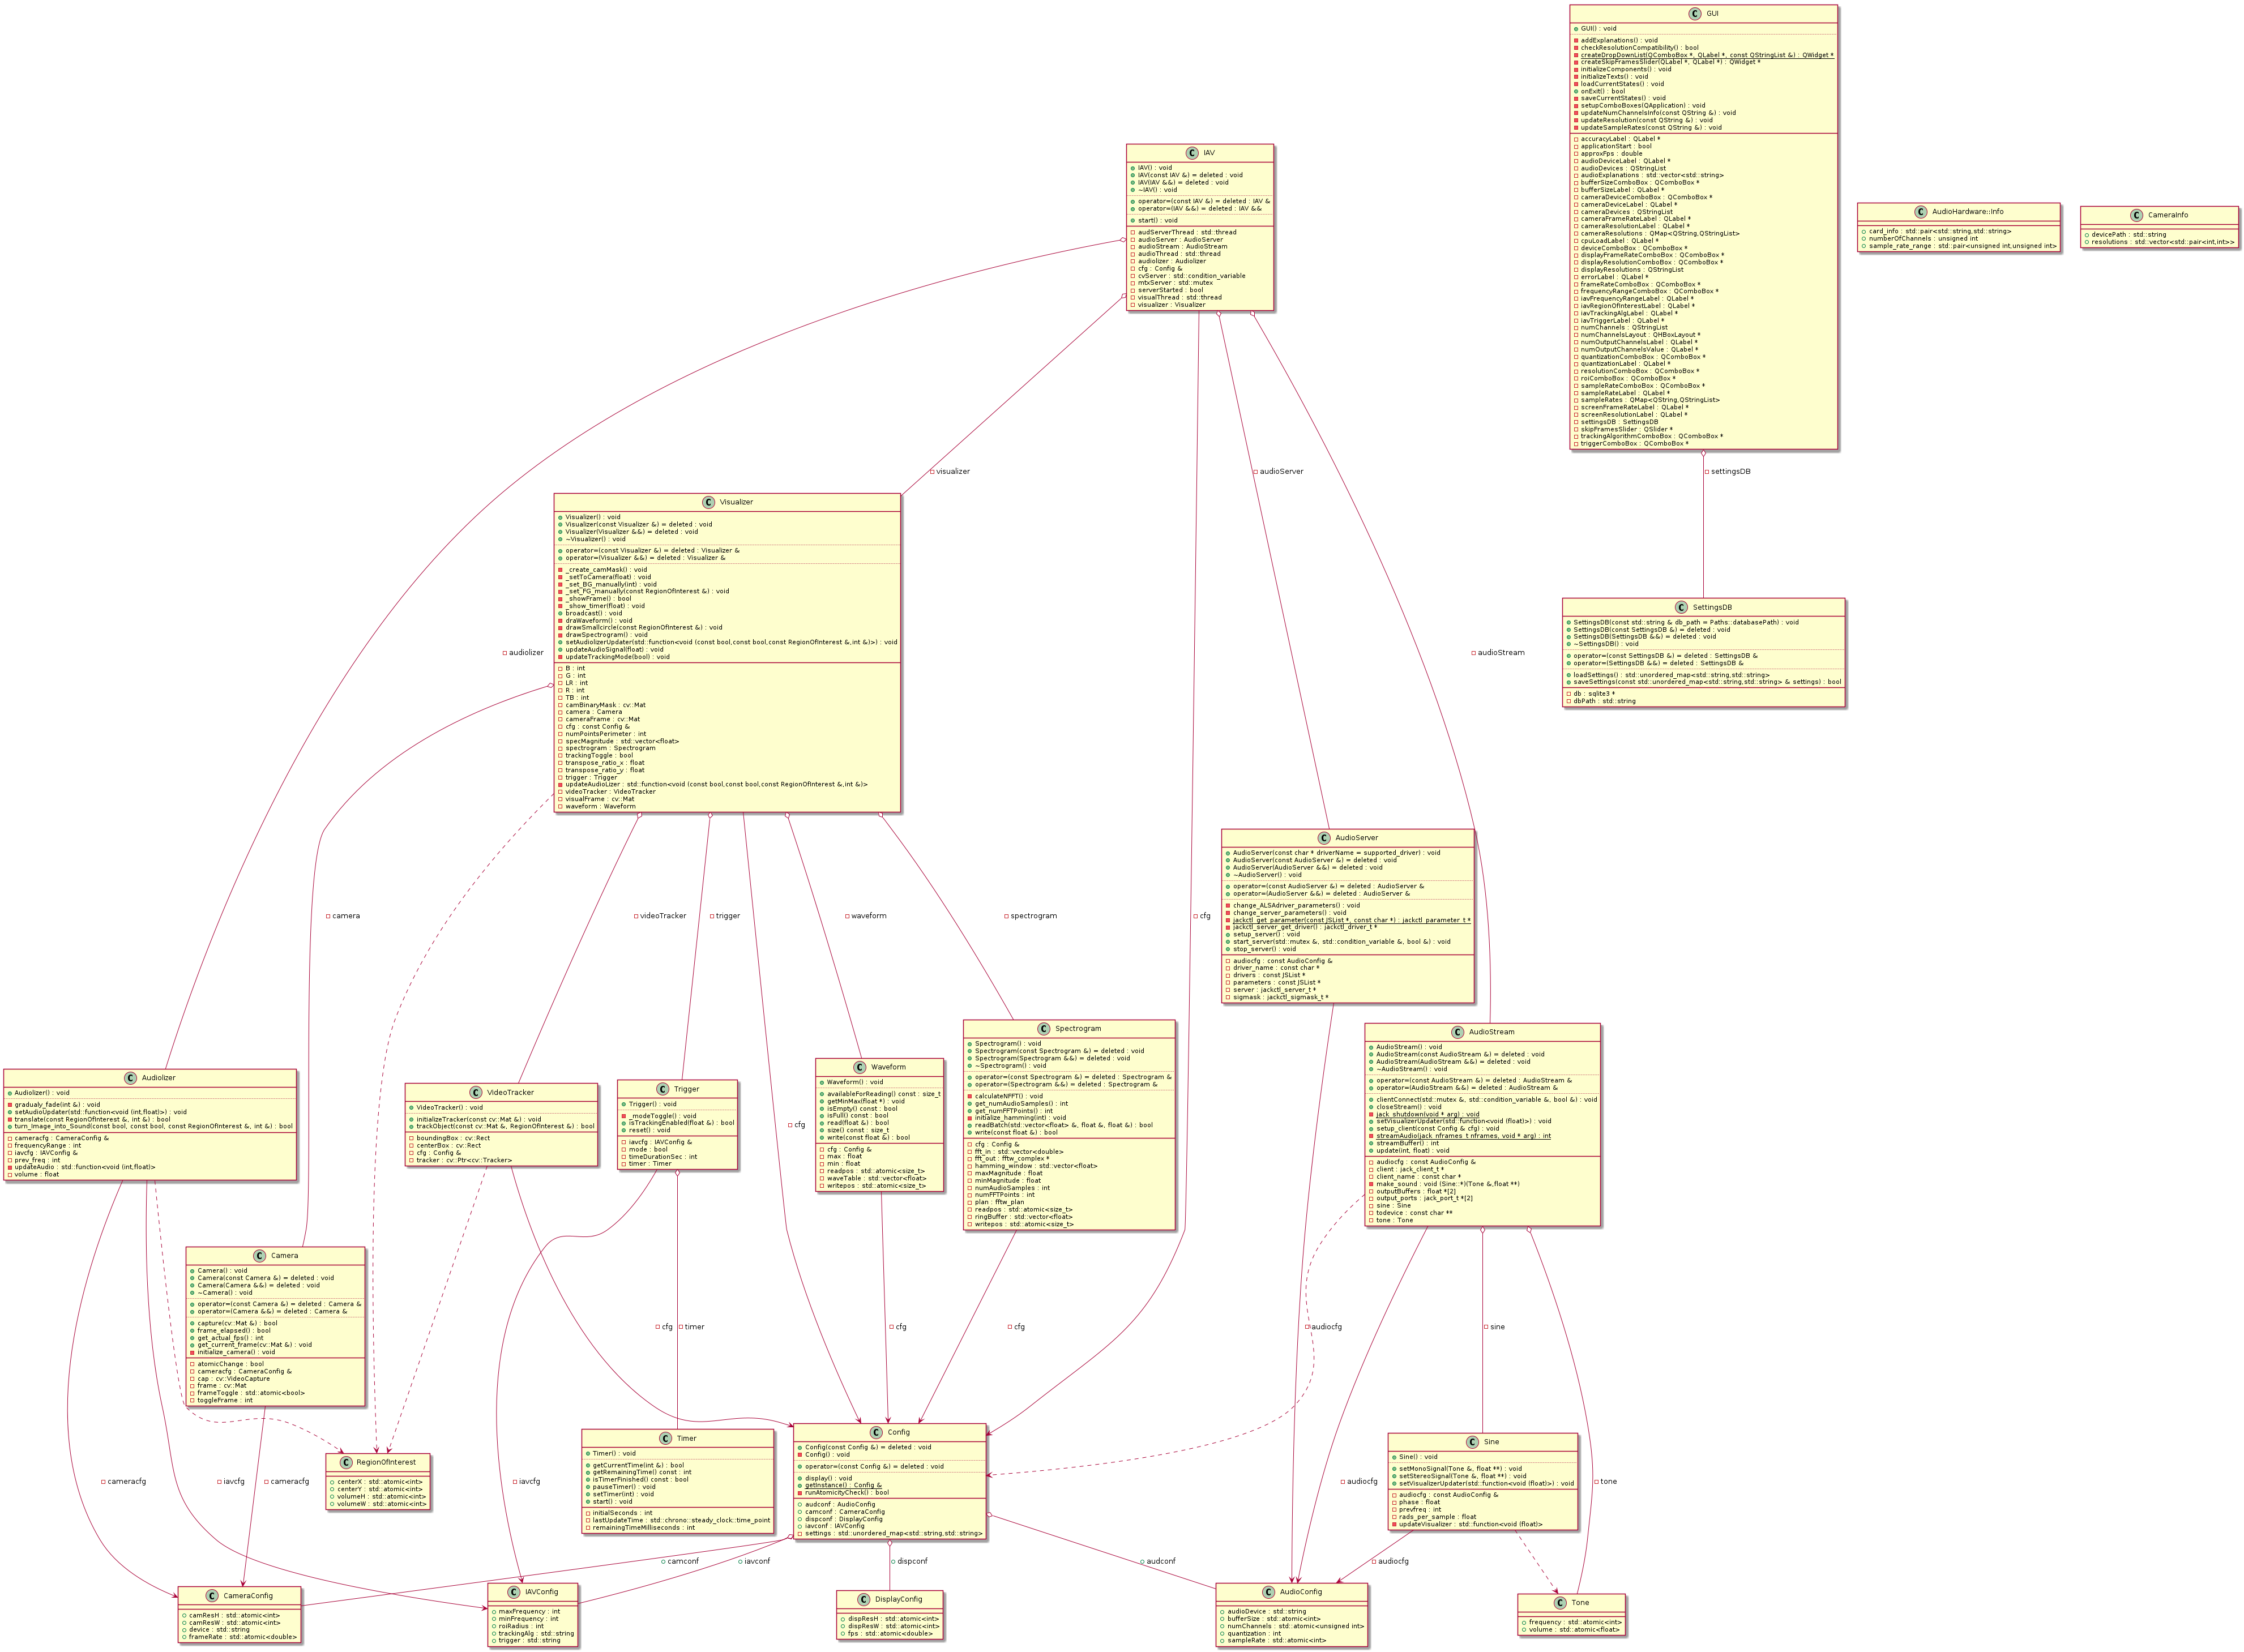 GUI
GUI() : void
addExplanations() : void
checkResolutionCompatibility() : bool
createDropDownList(QComboBox *, QLabel *, const QStringList &) : QWidget *
createSkipFramesSlider(QLabel *, QLabel *) : QWidget *
initializeComponents() : void
initializeTexts() : void
loadCurrentStates() : void
onExit() : bool
saveCurrentStates() : void
setupComboBoxes(QApplication) : void
updateNumChannelsInfo(const QString &) : void
updateResolution(const QString &) : void
updateSampleRates(const QString &) : void
accuracyLabel : QLabel *
applicationStart : bool
approxFps : double
audioDeviceLabel : QLabel *
audioDevices : QStringList
audioExplanations : std::vector<std::string>
bufferSizeComboBox : QComboBox *
bufferSizeLabel : QLabel *
cameraDeviceComboBox : QComboBox *
cameraDeviceLabel : QLabel *
cameraDevices : QStringList
cameraFrameRateLabel : QLabel *
cameraResolutionLabel : QLabel *
cameraResolutions : QMap<QString,QStringList>
cpuLoadLabel : QLabel *
deviceComboBox : QComboBox *
displayFrameRateComboBox : QComboBox *
displayResolutionComboBox : QComboBox *
displayResolutions : QStringList
errorLabel : QLabel *
frameRateComboBox : QComboBox *
frequencyRangeComboBox : QComboBox *
iavFrequencyRangeLabel : QLabel *
iavRegionOfInterestLabel : QLabel *
iavTrackingAlgLabel : QLabel *
iavTriggerLabel : QLabel *
numChannels : QStringList
numChannelsLayout : QHBoxLayout *
numOutputChannelsLabel : QLabel *
numOutputChannelsValue : QLabel *
quantizationComboBox : QComboBox *
quantizationLabel : QLabel *
resolutionComboBox : QComboBox *
roiComboBox : QComboBox *
sampleRateComboBox : QComboBox *
sampleRateLabel : QLabel *
sampleRates : QMap<QString,QStringList>
screenFrameRateLabel : QLabel *
screenResolutionLabel : QLabel *
settingsDB : SettingsDB
skipFramesSlider : QSlider *
trackingAlgorithmComboBox : QComboBox *
triggerComboBox : QComboBox *
IAV
IAV() : void
IAV(const IAV &) = deleted : void
IAV(IAV &&) = deleted : void
~IAV() : void
operator=(const IAV &) = deleted : IAV &
operator=(IAV &&) = deleted : IAV &&
start() : void
audServerThread : std::thread
audioServer : AudioServer
audioStream : AudioStream
audioThread : std::thread
audiolizer : Audiolizer
cfg : Config &
cvServer : std::condition_variable
mtxServer : std::mutex
serverStarted : bool
visualThread : std::thread
visualizer : Visualizer
AudioHardware::Info
card_info : std::pair<std::string,std::string>
numberOfChannels : unsigned int
sample_rate_range : std::pair<unsigned int,unsigned int>
CameraInfo
devicePath : std::string
resolutions : std::vector<std::pair<int,int>>
visualizer
audioServer
settingsDB
audiolizer
audioStream
Visualizer
Visualizer() : void
Visualizer(const Visualizer &) = deleted : void
Visualizer(Visualizer &&) = deleted : void
~Visualizer() : void
operator=(const Visualizer &) = deleted : Visualizer &
operator=(Visualizer &&) = deleted : Visualizer &
_create_camMask() : void
_setToCamera(float) : void
_set_BG_manually(int) : void
_set_FG_manually(const RegionOfInterest &) : void
_showFrame() : bool
_show_timer(float) : void
broadcast() : void
draWaveform() : void
drawSmallcircle(const RegionOfInterest &) : void
drawSpectrogram() : void
setAudiolizerUpdater(std::function<void (const bool,const bool,const RegionOfInterest &,int &)>) : void
updateAudioSignal(float) : void
updateTrackingMode(bool) : void
B : int
G : int
LR : int
R : int
TB : int
camBinaryMask : cv::Mat
camera : Camera
cameraFrame : cv::Mat
cfg : const Config &
numPointsPerimeter : int
specMagnitude : std::vector<float>
spectrogram : Spectrogram
trackingToggle : bool
transpose_ratio_x : float
transpose_ratio_y : float
trigger : Trigger
updateAudioLizer : std::function<void (const bool,const bool,const RegionOfInterest &,int &)>
videoTracker : VideoTracker
visualFrame : cv::Mat
waveform : Waveform
SettingsDB
SettingsDB(const std::string & db_path = Paths::databasePath) : void
SettingsDB(const SettingsDB &) = deleted : void
SettingsDB(SettingsDB &&) = deleted : void
~SettingsDB() : void
operator=(const SettingsDB &) = deleted : SettingsDB &
operator=(SettingsDB &&) = deleted : SettingsDB &
loadSettings() : std::unordered_map<std::string,std::string>
saveSettings(const std::unordered_map<std::string,std::string> & settings) : bool
db : sqlite3 *
dbPath : std::string
camera
videoTracker
trigger
waveform
spectrogram
cfg
AudioServer
AudioServer(const char * driverName = supported_driver) : void
AudioServer(const AudioServer &) = deleted : void
AudioServer(AudioServer &&) = deleted : void
~AudioServer() : void
operator=(const AudioServer &) = deleted : AudioServer &
operator=(AudioServer &&) = deleted : AudioServer &
change_ALSAdriver_parameters() : void
change_server_parameters() : void
jackctl_get_parameter(const JSList *, const char *) : jackctl_parameter_t *
jackctl_server_get_driver() : jackctl_driver_t *
setup_server() : void
start_server(std::mutex &, std::condition_variable &, bool &) : void
stop_server() : void
audiocfg : const AudioConfig &
driver_name : const char *
drivers : const JSList *
parameters : const JSList *
server : jackctl_server_t *
sigmask : jackctl_sigmask_t *
Audiolizer
Audiolizer() : void
gradualy_fade(int &) : void
setAudioUpdater(std::function<void (int,float)>) : void
translate(const RegionOfInterest &, int &) : bool
turn_Image_into_Sound(const bool, const bool, const RegionOfInterest &, int &) : bool
cameracfg : CameraConfig &
frequencyRange : int
iavcfg : IAVConfig &
prev_freq : int
updateAudio : std::function<void (int,float)>
volume : float
VideoTracker
VideoTracker() : void
initializeTracker(const cv::Mat &) : void
trackObject(const cv::Mat &, RegionOfInterest &) : bool
boundingBox : cv::Rect
centerBox : cv::Rect
cfg : Config &
tracker : cv::Ptr<cv::Tracker>
Trigger
Trigger() : void
_modeToggle() : void
isTrackingEnabled(float &) : bool
reset() : void
iavcfg : IAVConfig &
mode : bool
timeDurationSec : int
timer : Timer
cfg
Waveform
Waveform() : void
availableForReading() const : size_t
getMinMax(float *) : void
isEmpty() const : bool
isFull() const : bool
read(float &) : bool
size() const : size_t
write(const float &) : bool
cfg : Config &
max : float
min : float
readpos : std::atomic<size_t>
waveTable : std::vector<float>
writepos : std::atomic<size_t>
Spectrogram
Spectrogram() : void
Spectrogram(const Spectrogram &) = deleted : void
Spectrogram(Spectrogram &&) = deleted : void
~Spectrogram() : void
operator=(const Spectrogram &) = deleted : Spectrogram &
operator=(Spectrogram &&) = deleted : Spectrogram &
calculateNFFT() : void
get_numAudioSamples() : int
get_numFFTPoints() : int
initialize_hamming(int) : void
readBatch(std::vector<float> &, float &, float &) : bool
write(const float &) : bool
cfg : Config &
fft_in : std::vector<double>
fft_out : fftw_complex *
hamming_window : std::vector<float>
maxMagnitude : float
minMagnitude : float
numAudioSamples : int
numFFTPoints : int
plan : fftw_plan
readpos : std::atomic<size_t>
ringBuffer : std::vector<float>
writepos : std::atomic<size_t>
AudioStream
AudioStream() : void
AudioStream(const AudioStream &) = deleted : void
AudioStream(AudioStream &&) = deleted : void
~AudioStream() : void
operator=(const AudioStream &) = deleted : AudioStream &
operator=(AudioStream &&) = deleted : AudioStream &
clientConnect(std::mutex &, std::condition_variable &, bool &) : void
closeStream() : void
jack_shutdown(void * arg) : void
setVisualizerUpdater(std::function<void (float)>) : void
setup_client(const Config & cfg) : void
streamAudio(jack_nframes_t nframes, void * arg) : int
streamBuffer() : int
update(int, float) : void
audiocfg : const AudioConfig &
client : jack_client_t *
client_name : const char *
make_sound : void (Sine::*)(Tone &,float **)
outputBuffers : float *[2]
output_ports : jack_port_t *[2]
sine : Sine
todevice : const char **
tone : Tone
Camera
Camera() : void
Camera(const Camera &) = deleted : void
Camera(Camera &&) = deleted : void
~Camera() : void
operator=(const Camera &) = deleted : Camera &
operator=(Camera &&) = deleted : Camera &
capture(cv::Mat &) : bool
frame_elapsed() : bool
get_actual_fps() : int
get_current_frame(cv::Mat &) : void
initialize_camera() : void
atomicChange : bool
cameracfg : CameraConfig &
cap : cv::VideoCapture
frame : cv::Mat
frameToggle : std::atomic<bool>
toggleFrame : int
cfg
timer
cfg
cfg
audiocfg
sine
cameracfg
iavcfg
cameracfg
iavcfg
audiocfg
tone
RegionOfInterest
centerX : std::atomic<int>
centerY : std::atomic<int>
volumeH : std::atomic<int>
volumeW : std::atomic<int>
Timer
Timer() : void
getCurrentTime(int &) : bool
getRemainingTime() const : int
isTimerFinished() const : bool
pauseTimer() : void
setTimer(int) : void
start() : void
initialSeconds : int
lastUpdateTime : std::chrono::steady_clock::time_point
remainingTimeMilliseconds : int
Config
Config(const Config &) = deleted : void
Config() : void
operator=(const Config &) = deleted : void
display() : void
getInstance() : Config &
runAtomicityCheck() : bool
audconf : AudioConfig
camconf : CameraConfig
dispconf : DisplayConfig
iavconf : IAVConfig
settings : std::unordered_map<std::string,std::string>
Sine
Sine() : void
setMonoSignal(Tone &, float **) : void
setStereoSignal(Tone &, float **) : void
setVisualizerUpdater(std::function<void (float)>) : void
audiocfg : const AudioConfig &
phase : float
prevfreq : int
rads_per_sample : float
updateVisualizer : std::function<void (float)>
camconf
iavconf
dispconf
audconf
audiocfg
CameraConfig
camResH : std::atomic<int>
camResW : std::atomic<int>
device : std::string
frameRate : std::atomic<double>
IAVConfig
maxFrequency : int
minFrequency : int
roiRadius : int
trackingAlg : std::string
trigger : std::string
DisplayConfig
dispResH : std::atomic<int>
dispResW : std::atomic<int>
fps : std::atomic<double>
AudioConfig
audioDevice : std::string
bufferSize : std::atomic<int>
numChannels : std::atomic<unsigned int>
quantization : int
sampleRate : std::atomic<int>
Tone
frequency : std::atomic<int>
volume : std::atomic<float>